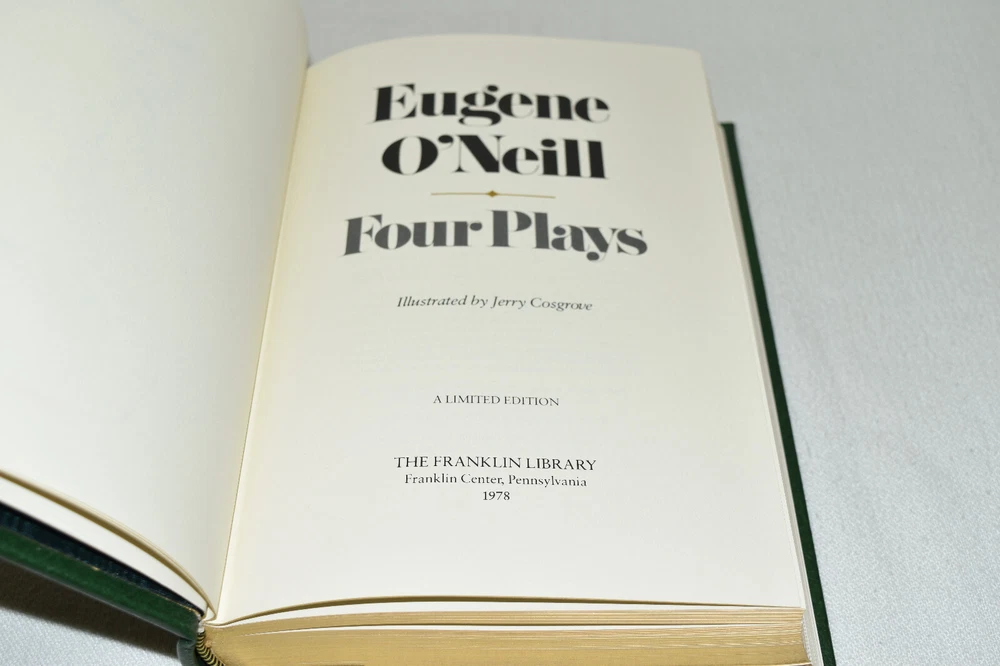 Eugene
O'Neill
Four Plays
Illustrated by Jerry Cosgrove
A LIMITED EDITION
THE FRANKLIN LIBRARY
Franklin Center, Pennsylvania
1978